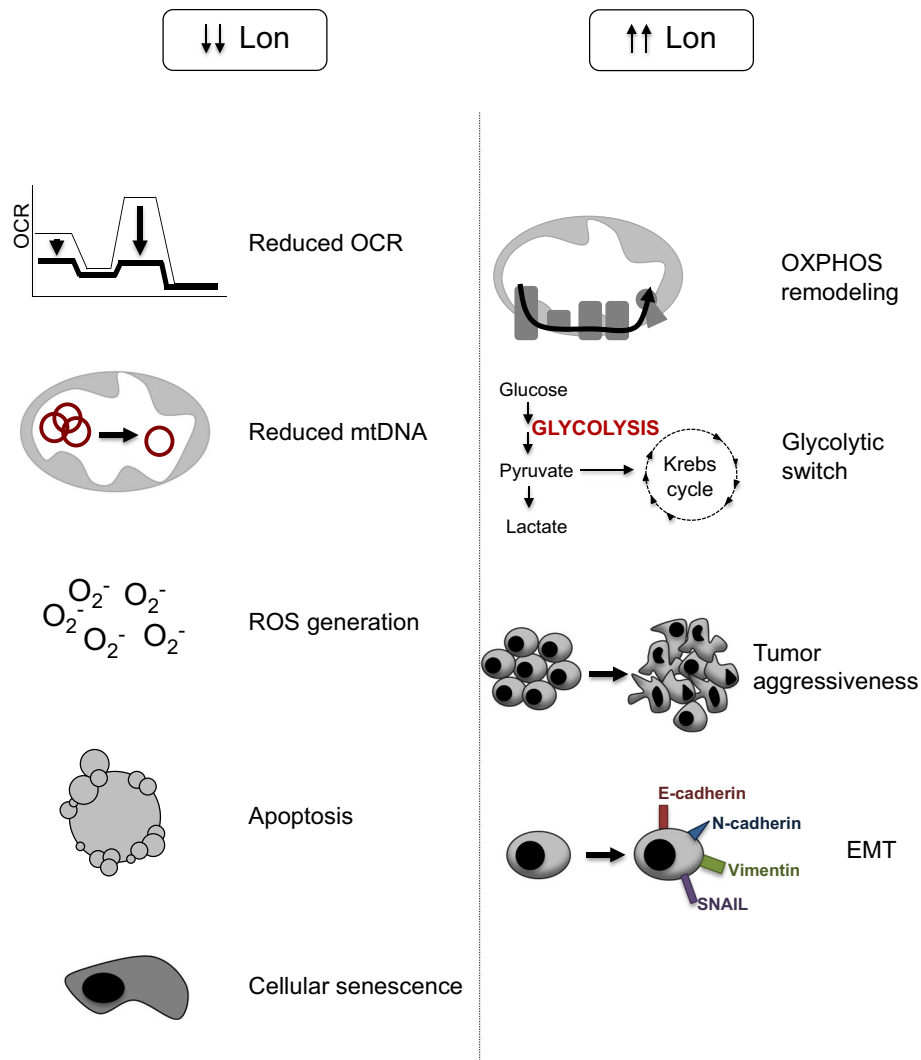 ↓↓ Lon
OCR
Reduced OCR
Reduced mtDNA
O₂⁻ O₂⁻
O₂⁻ O₂⁻ O₂⁻
ROS generation
Apoptosis
Cellular senescence
↑↑ Lon
OXPHOS
remodeling
Glucose
GLYCOLYSIS
Pyruvate
Lactate
Krebs
cycle
Glycolytic
switch
Tumor
aggressiveness
E-cadherin
N-cadherin
Vimentin
SNAIL
EMT